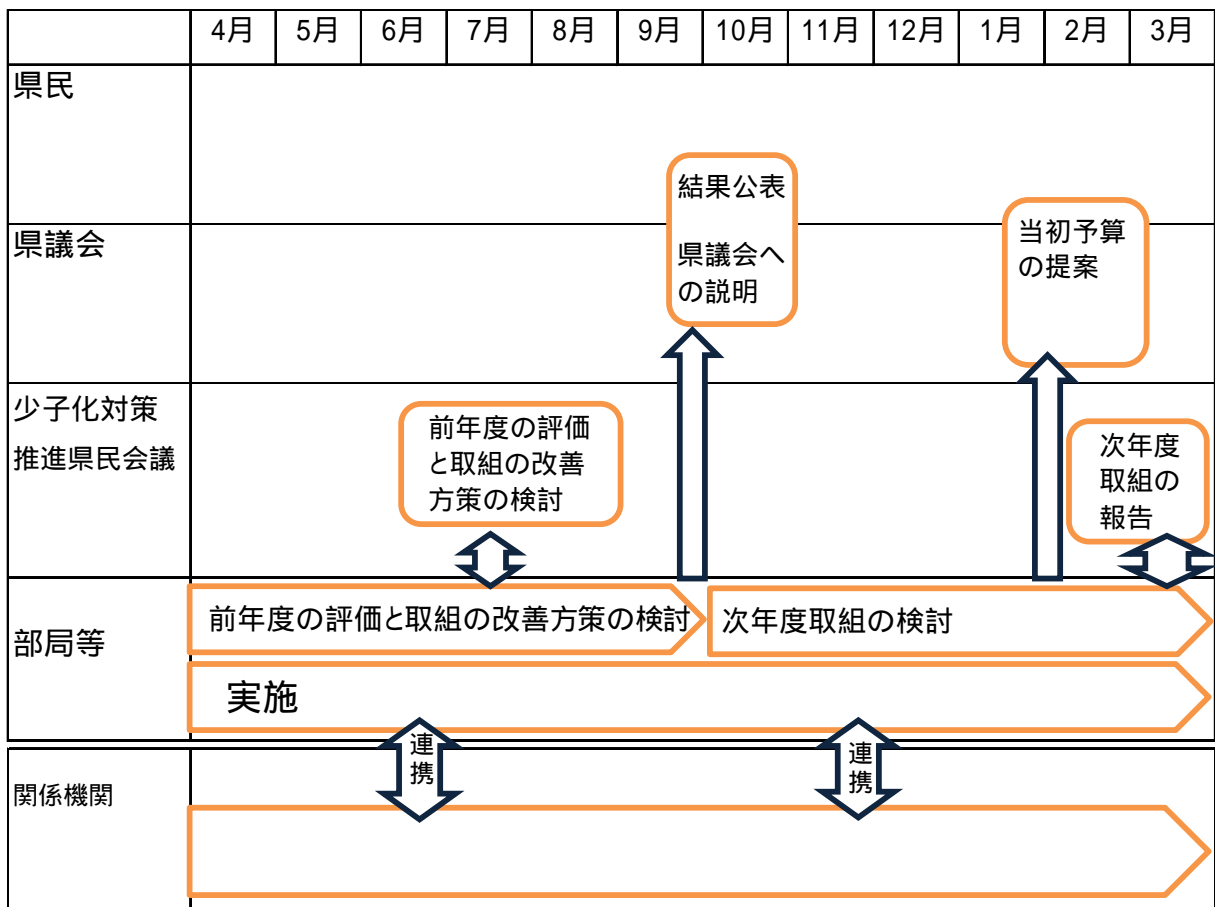 4月 5月 6月 7月 8月 9月 10月 11月 12月 1月 2月 3月
県民
結果公表
県議会
県議会へ
の説明
当初予算
の提案
少子化対策
推進県民会議
前年度の評価
と取組の改善
方策の検討
次年度
取組の
報告
部局等
前年度の評価と取組の改善方策の検討
次年度取組の検討
実施
連携
連携
関係機関